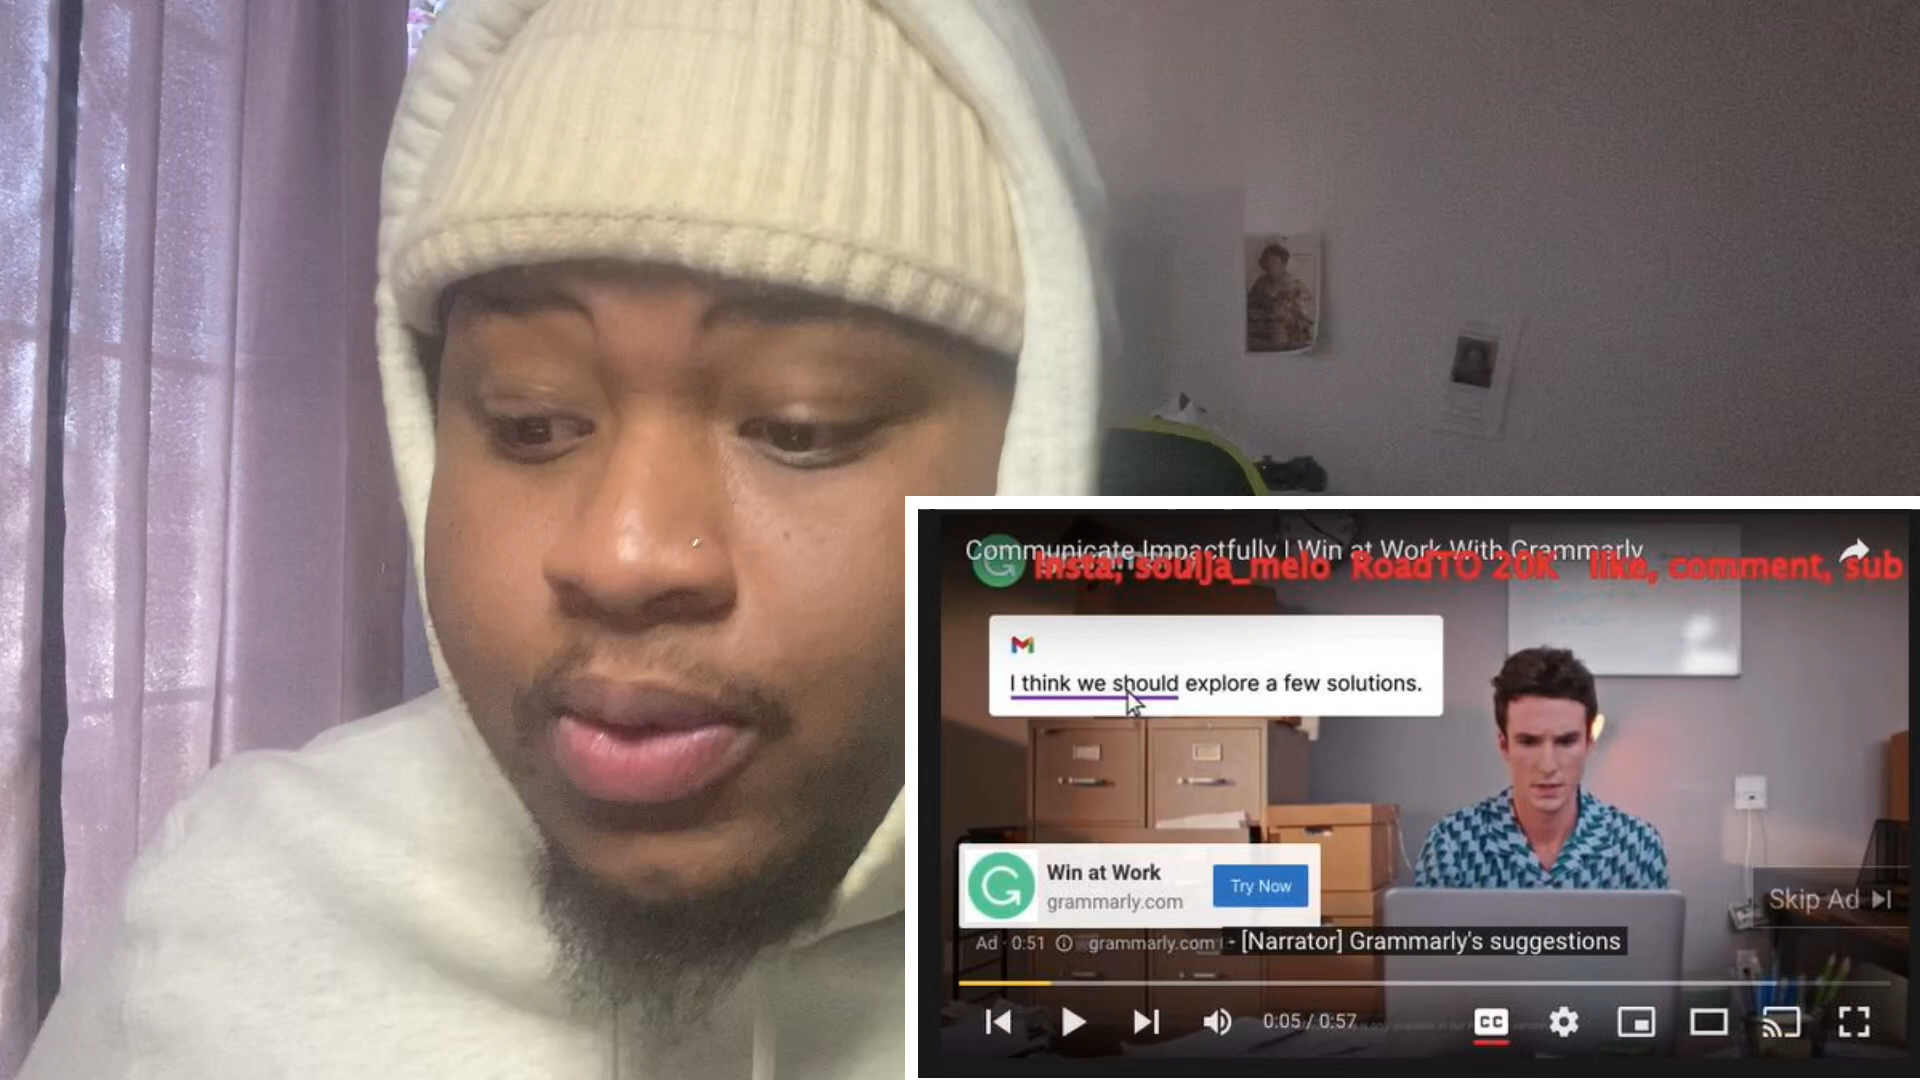 Communicate Impactfully | Win at Work With Grammarly
insta; soulja_melo RoadTO 20K like, comment, sub
I think we should explore a few solutions.
Win at Work
grammarly.com
Try Now
Skip Ad
Ad · 0:51 grammarly.com
- [Narrator] Grammarly's suggestions
0:05 / 0:57
CC